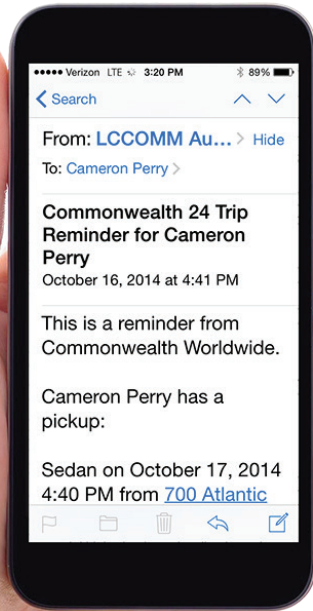 Verizon LTE 3:20 PM 89%
Search
From: LCCOMM Au... Hide
To: Cameron Perry
Commonwealth 24 Trip
Reminder for Cameron
Perry
October 16, 2014 at 4:41 PM
This is a reminder from
Commonwealth Worldwide.
Cameron Perry has a
pickup:
Sedan on October 17, 2014
4:40 PM from 700 Atlantic